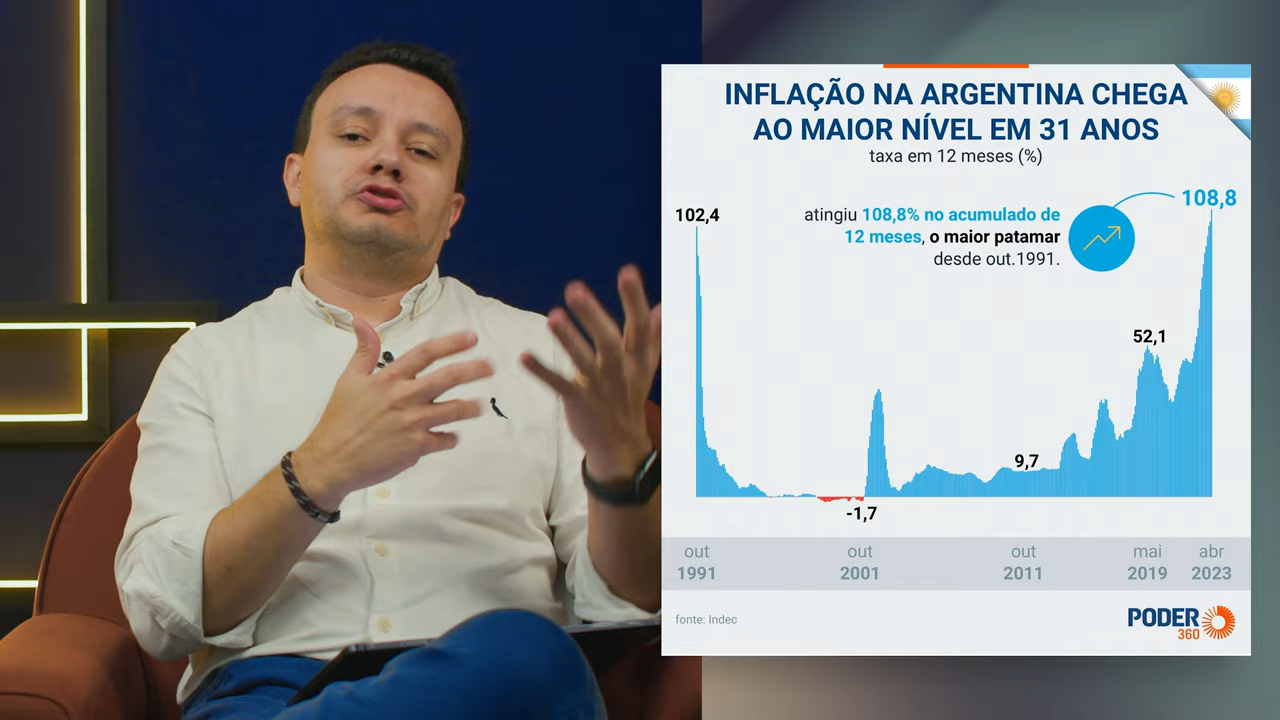 INFLAÇÃO NA ARGENTINA CHEGA
AO MAIOR NÍVEL EM 31 ANOS
taxa em 12 meses (%)
102,4
atingiu 108,8% no acumulado de
12 meses, o maior patamar
desde out.1991.
108,8
52,1
9,7
-1,7
out
1991
out
2001
out
2011
mai
2019
abr
2023
fonte: Indec
PODER
360